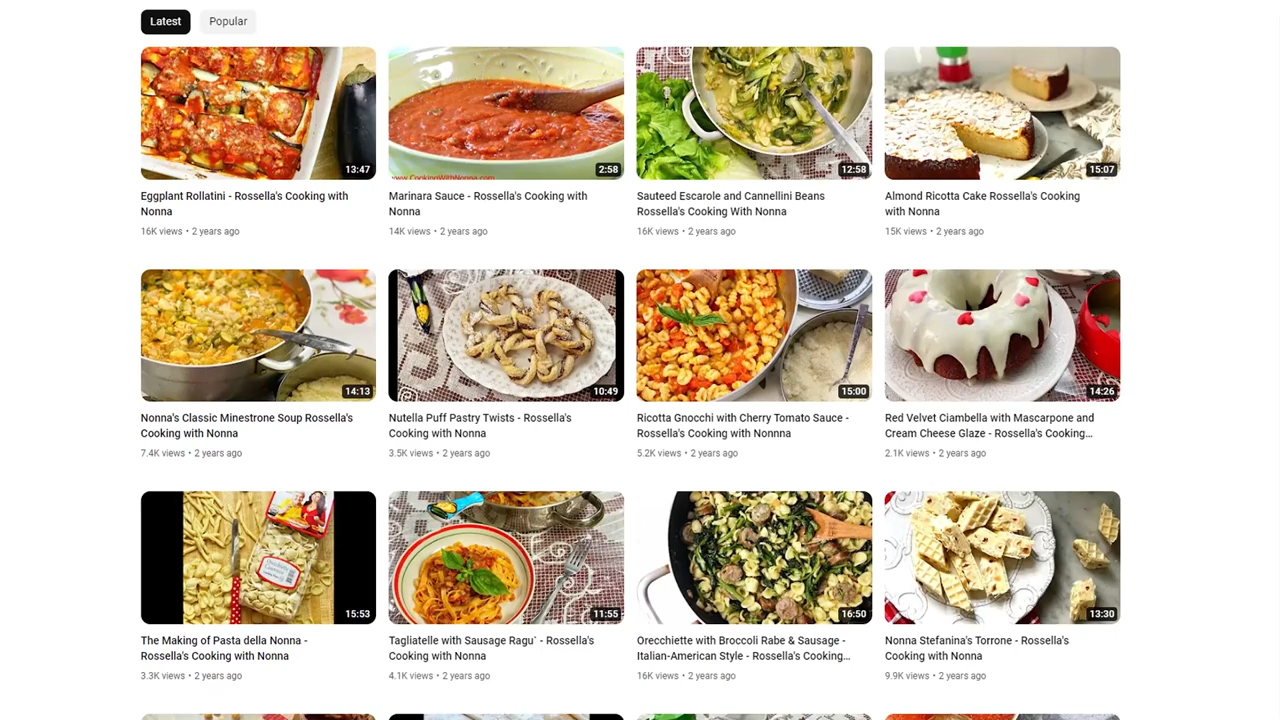 Latest
Popular
13:47
www.CookingWithNonna.com
2:58
12:58
15:07
Eggplant Rollatini - Rossella's Cooking with
Nonna
16K views • 2 years ago
Marinara Sauce - Rossella's Cooking with
Nonna
14K views • 2 years ago
Sauteed Escarole and Cannellini Beans
Rossella's Cooking With Nonna
16K views • 2 years ago
Almond Ricotta Cake Rossella's Cooking
with Nonna
15K views • 2 years ago
14:13
10:49
15:00
14:26
Nonna's Classic Minestrone Soup Rossella's
Cooking with Nonna
7.4K views • 2 years ago
Nutella Puff Pastry Twists - Rossella's
Cooking with Nonna
3.5K views • 2 years ago
Ricotta Gnocchi with Cherry Tomato Sauce -
Rossella's Cooking with Nonnna
5.2K views • 2 years ago
Red Velvet Ciambella with Mascarpone and
Cream Cheese Glaze - Rossella's Cooking...
2.1K views • 2 years ago
15:53
11:55
16:50
13:30
The Making of Pasta della Nonna -
Rossella's Cooking with Nonna
3.3K views • 2 years ago
Tagliatelle with Sausage Ragu` - Rossella's
Cooking with Nonna
4.1K views • 2 years ago
Orecchiette with Broccoli Rabe & Sausage -
Italian-American Style - Rossella's Cooking...
16K views • 2 years ago
Nonna Stefanina's Torrone - Rossella's
Cooking with Nonna
9.9K views • 2 years ago